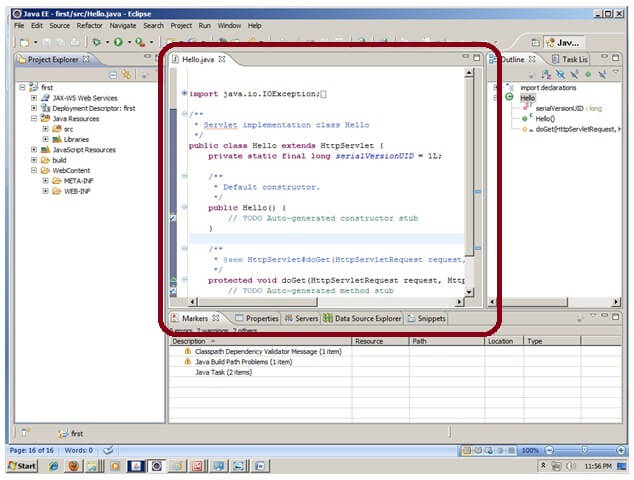 Java EE - first/src/Hello.java - Eclipse
File Edit Source Refactor Navigate Search Project Run Window Help
Jav...
Project Explorer
first
JAX-WS Web Services
Deployment Descriptor: first
Java Resources
src
Libraries
JavaScript Resources
build
WebContent
META-INF
WEB-INF
Hello.java
import java.io.IOException;
/**
* Servlet implementation class Hello
*/
public class Hello extends HttpServlet {
private static final long serialVersionUID = 1L;
/**
* Default constructor.
*/
public Hello() {
// TODO Auto-generated constructor stub
}
/**
* @see HttpServlet#doGet(HttpServletRequest request,
*/
protected void doGet(HttpServletRequest request, Http
// TODO Auto-generated method stub
Outline Task Lis
import declarations
Hello
serialVersionUID : long
Hello()
doGet(HttpServletRequest, H
Markers Properties Servers Data Source Explorer Snippets
0 errors, 7 warnings, 2 others
Description Resource Path Location Type
Classpath Dependency Validator Message (1 item)
Java Build Path Problems (1 item)
Java Task (2 items)
first
Page: 16 of 16 Words: 0 100%
Start 11:56 PM